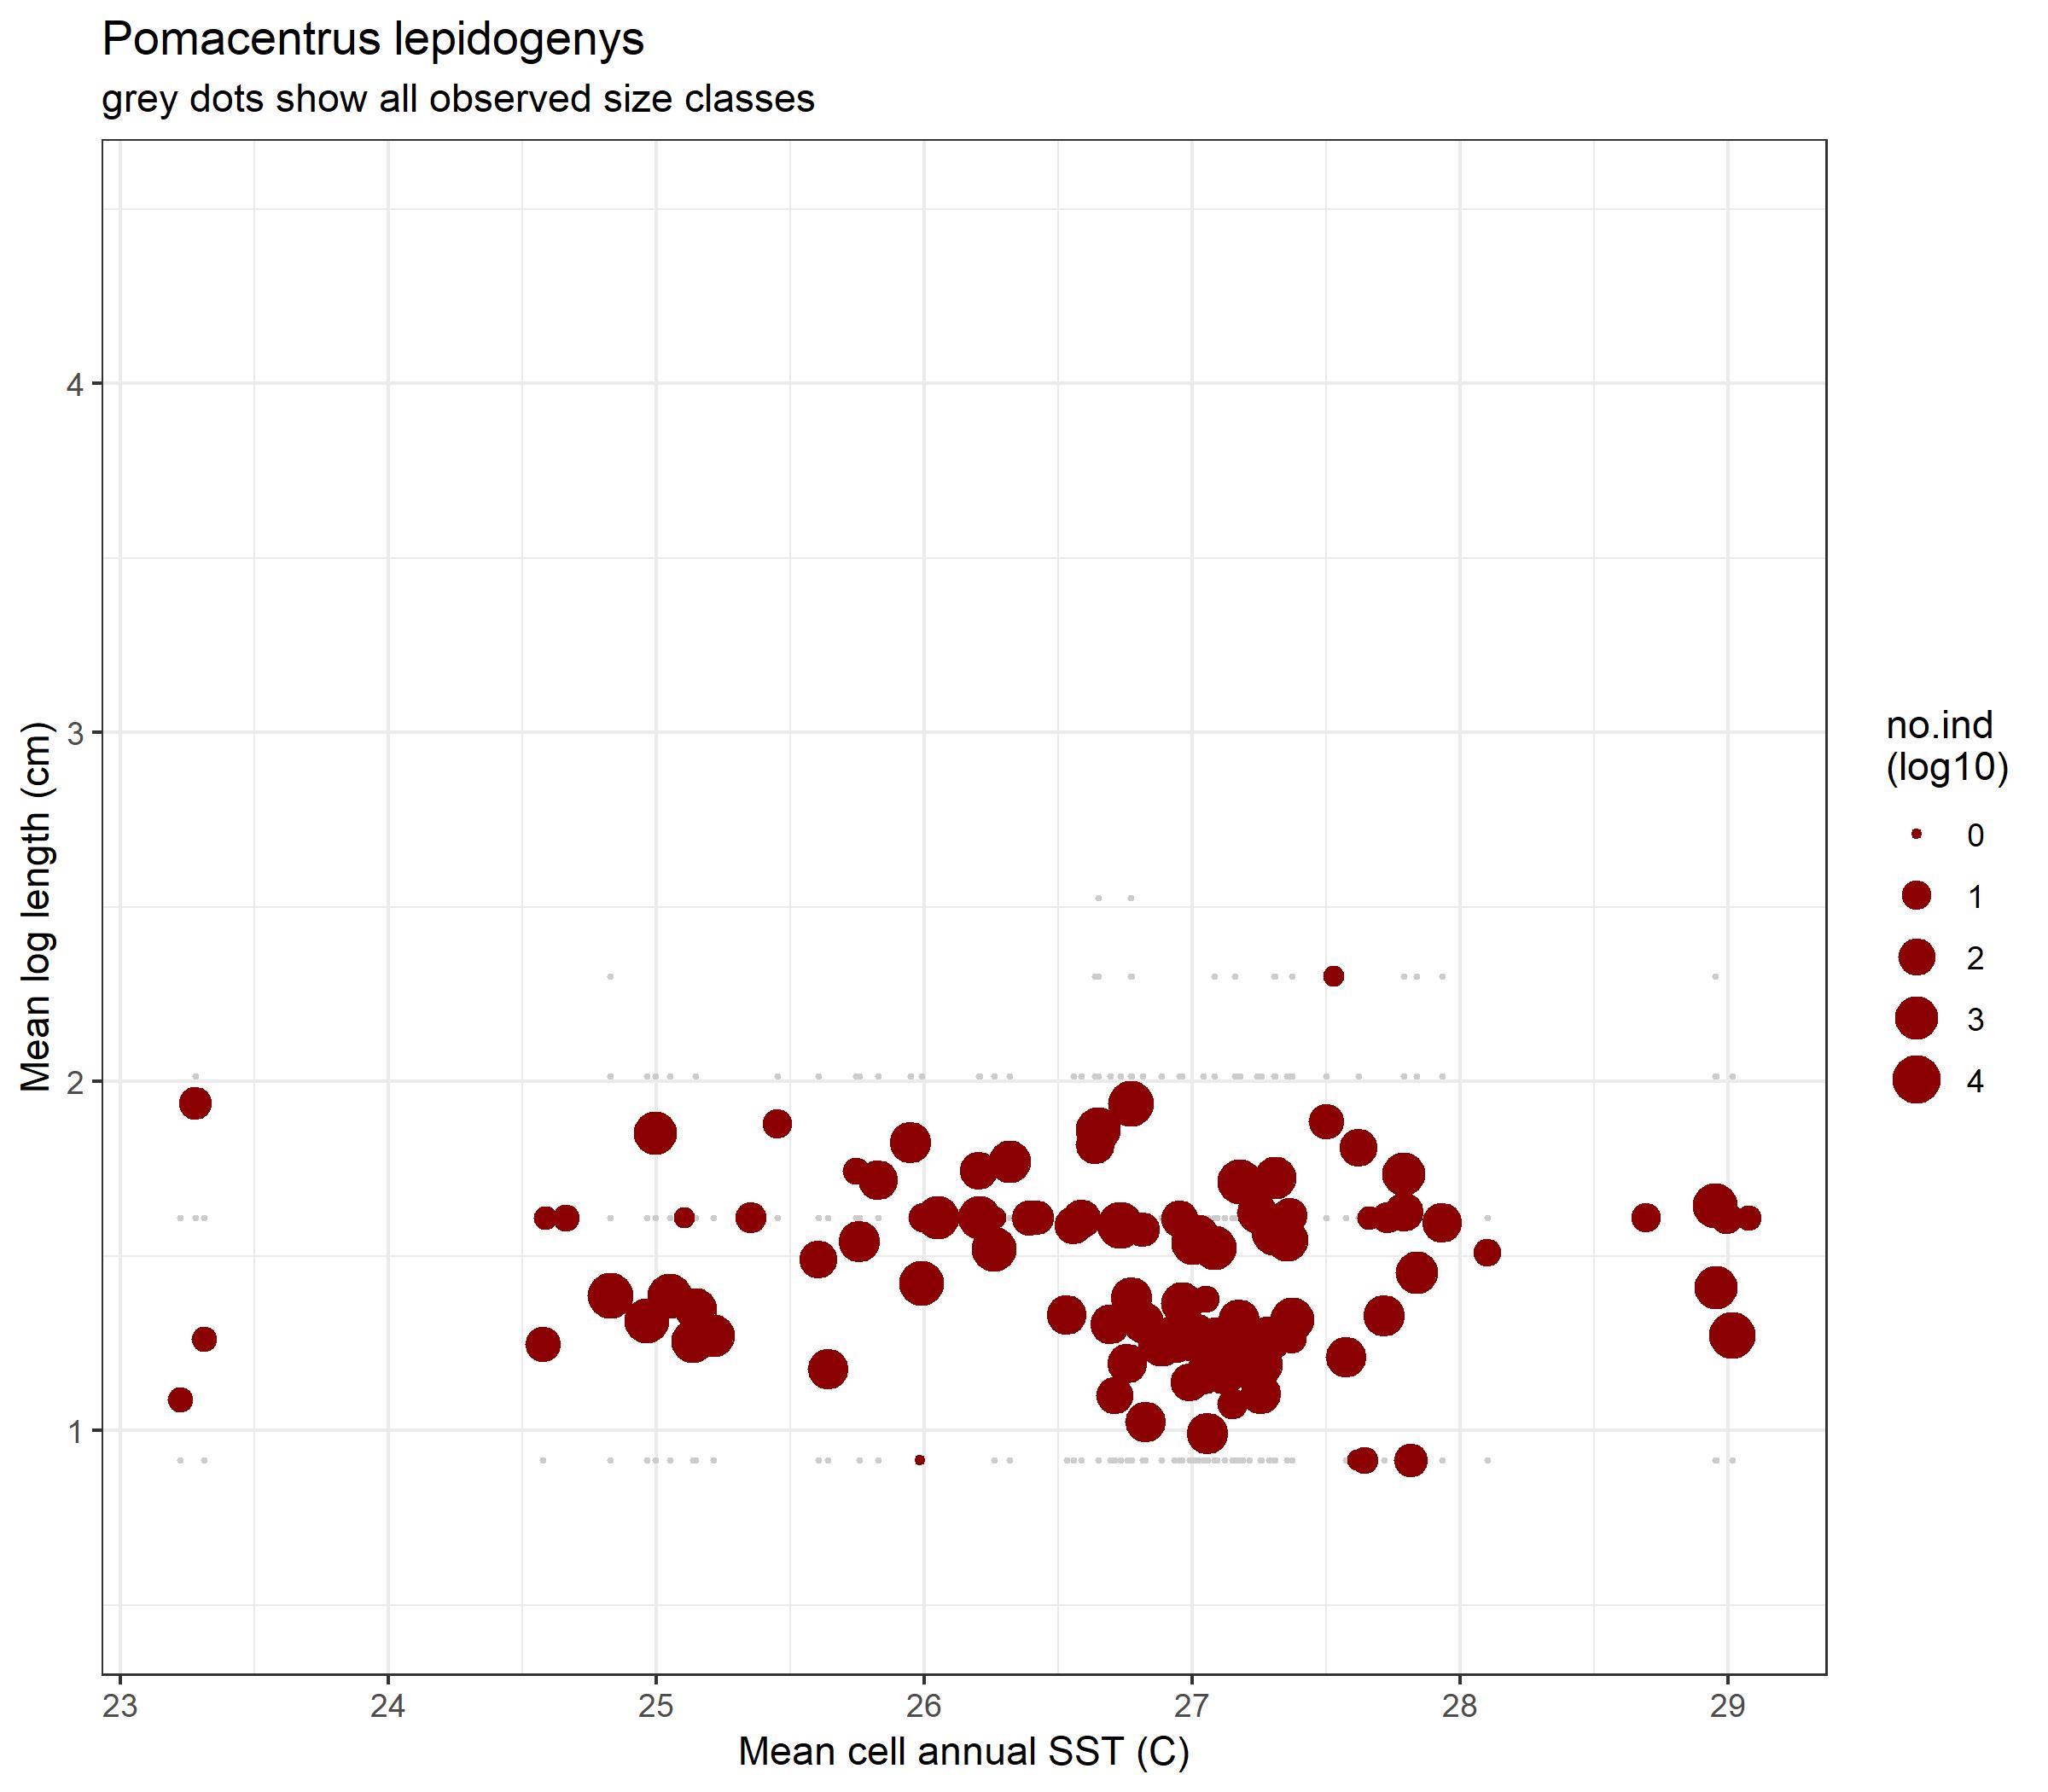 Pomacentrus lepidogenys
grey dots show all observed size classes
Mean log length (cm)
4
3
2
1
23 24 25 26 27 28 29
Mean cell annual SST (C)
no.ind
(log10)
0
1
2
3
4